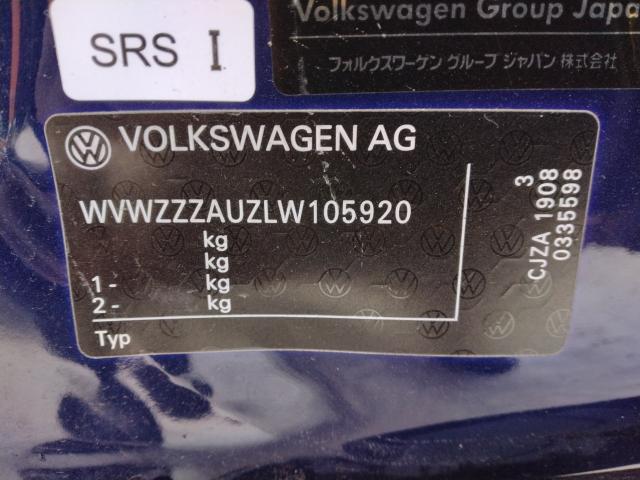 Volkswagen Group Japa
SRS I
フォルクスワーゲン グループ ジャパン 株式会社
VOLKSWAGEN AG
WVWZZZAUZLW105920
kg
kg
1- kg
2- kg
Typ
3
CJZA 1908
0335598